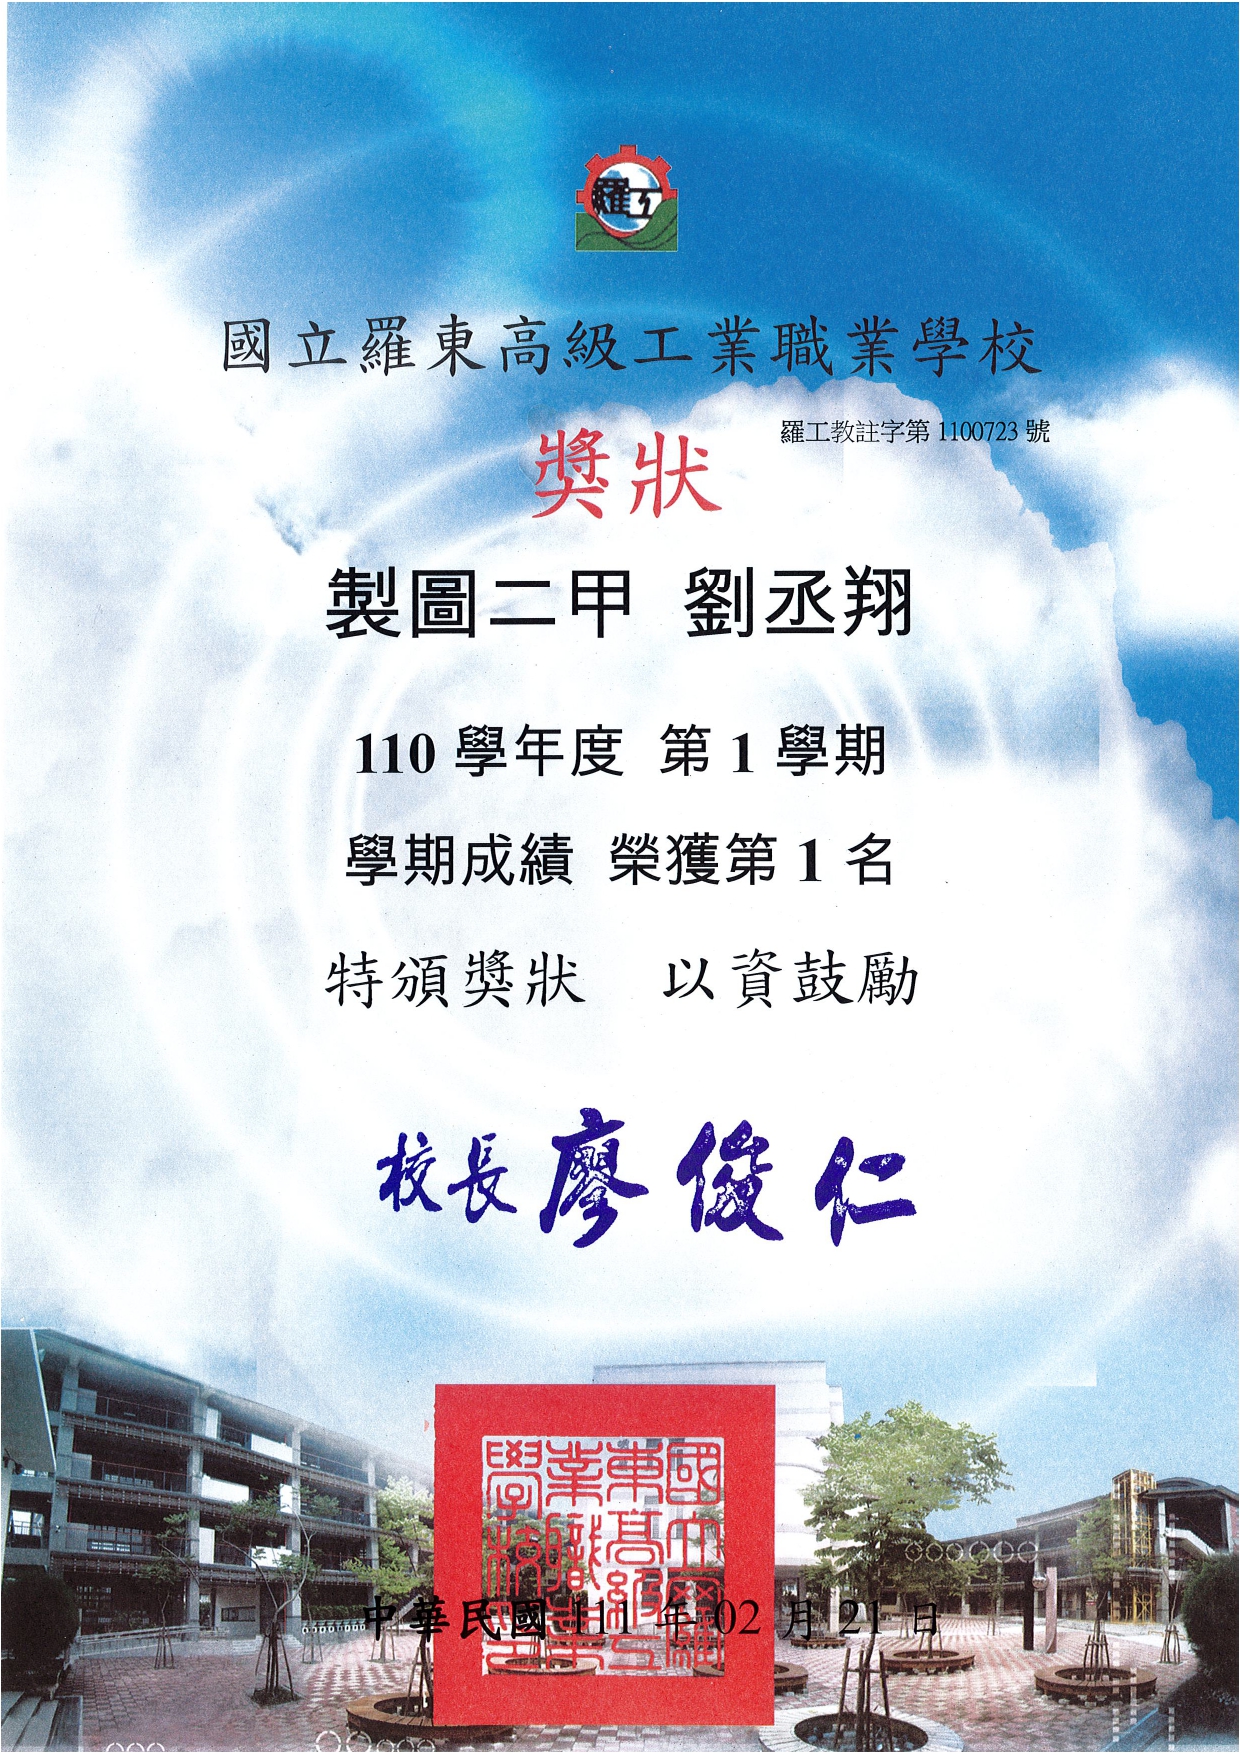 羅工
國立羅東高級工業職業學校
羅工教註字第 1100723 號
獎狀
製圖二甲 劉丞翔
110 學年度 第 1 學期
學期成績 榮獲第 1 名
特頒獎狀 以資鼓勵
校長廖俊仁
國立羅
東高級工
業職業
學校印
中華民國 111 年 02 月 21 日